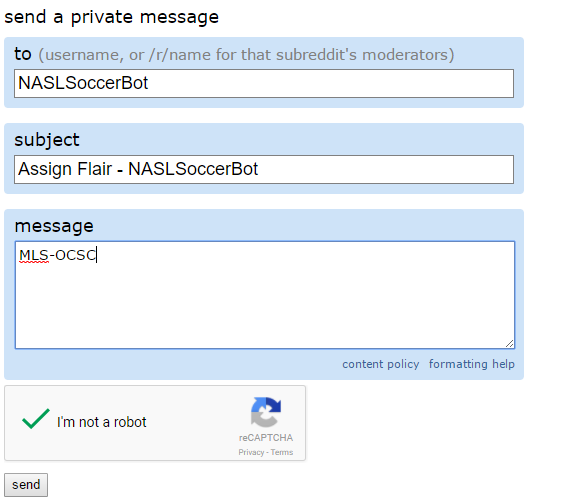 send a private message
to (username, or /r/name for that subreddit's moderators)
NASLSoccerBot
subject
Assign Flair - NASLSoccerBot
message
MLS-OCSC
content policy formatting help
I'm not a robot
reCAPTCHA
Privacy - Terms
send